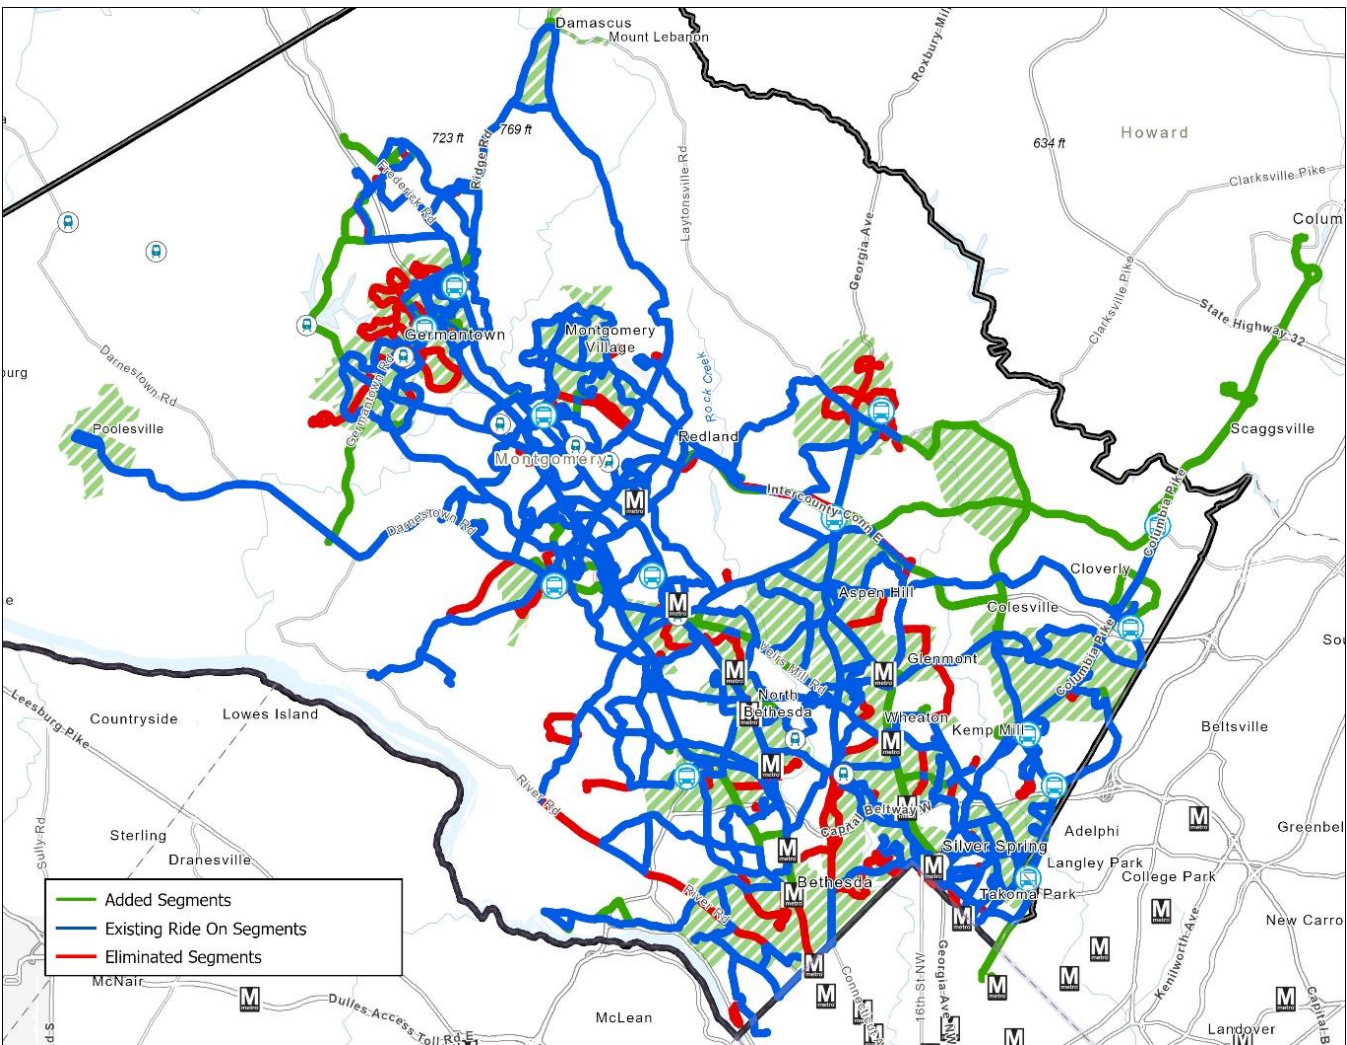 Damascus
Mount Lebanon
723 ft
769 ft
Ridge Rd
Frederick Rd
Laytonsville Rd
Georgia Ave
634 ft
Howard
Clarksville Pike
Clarksville Pike
Colum
State Highway 32
Scaggsville
Germantown
Montgomery
Village
Rock Creek
Darnestown Rd
Germantown Rd
burg
Poolesville
Redland
Montgomery
Darnestown Rd
Intercounty Conn E
Columbia Pike
e
Aspen Hill
Cloverly
Colesville
Veirs Mill Rd
Glenmont
Columbia Pike
North
Bethesda
Wheaton
Kemp Mill
Leesburg Pike
Countryside
Lowes Island
Beltsville
River Rd
Capital Beltway N
Sully Rd
Sterling
Dranesville
Adelphi
Greenbel
Silver Spring
Langley Park
College Park
Bethesda
Takoma Park
River Rd
Kenilworth Ave
New Carro
Added Segments
Existing Ride On Segments
Eliminated Segments
McNair
Dulles Access Toll Rd E
McLean
16th St NW
Georgia Ave NW
Landover
M
metro